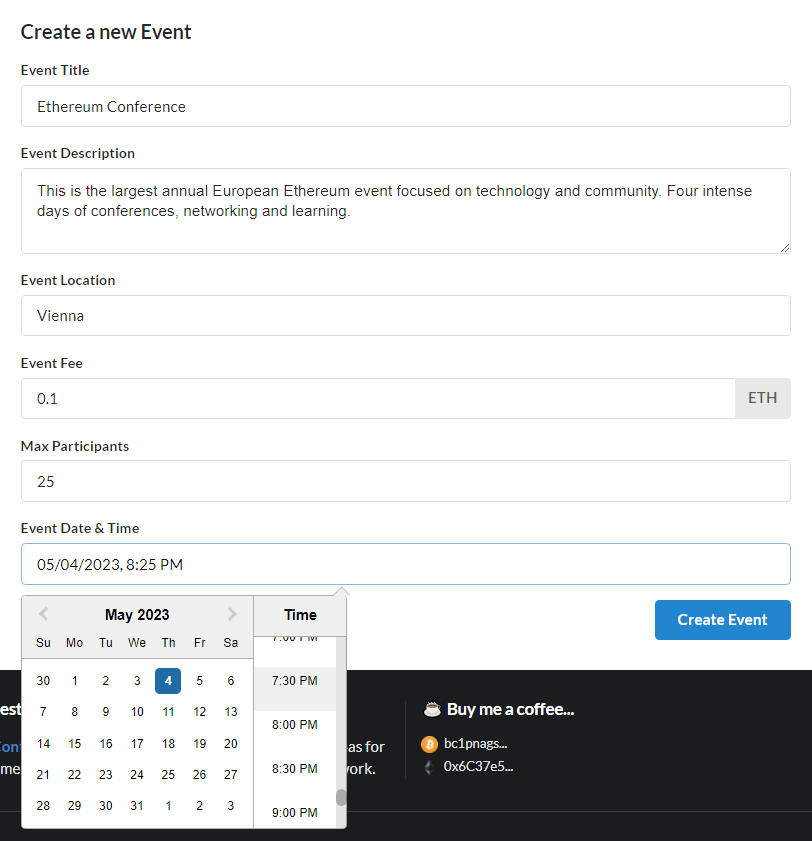 Create a new Event
Event Title
Ethereum Conference
Event Description
This is the largest annual European Ethereum event focused on technology and community. Four intense
days of conferences, networking and learning.
Event Location
Vienna
Event Fee
0.1 ETH
Max Participants
25
Event Date & Time
05/04/2023, 8:25 PM
May 2023
Su Mo Tu We Th Fr Sa
30 1 2 3 4 5 6
7 8 9 10 11 12 13
14 15 16 17 18 19 20
21 22 23 24 25 26 27
28 29 30 31 1 2 3
Time
7:00 PM
7:30 PM
8:00 PM
8:30 PM
9:00 PM
Create Event
as for
work.
Buy me a coffee...
bc1pnags...
0x6C37e5...